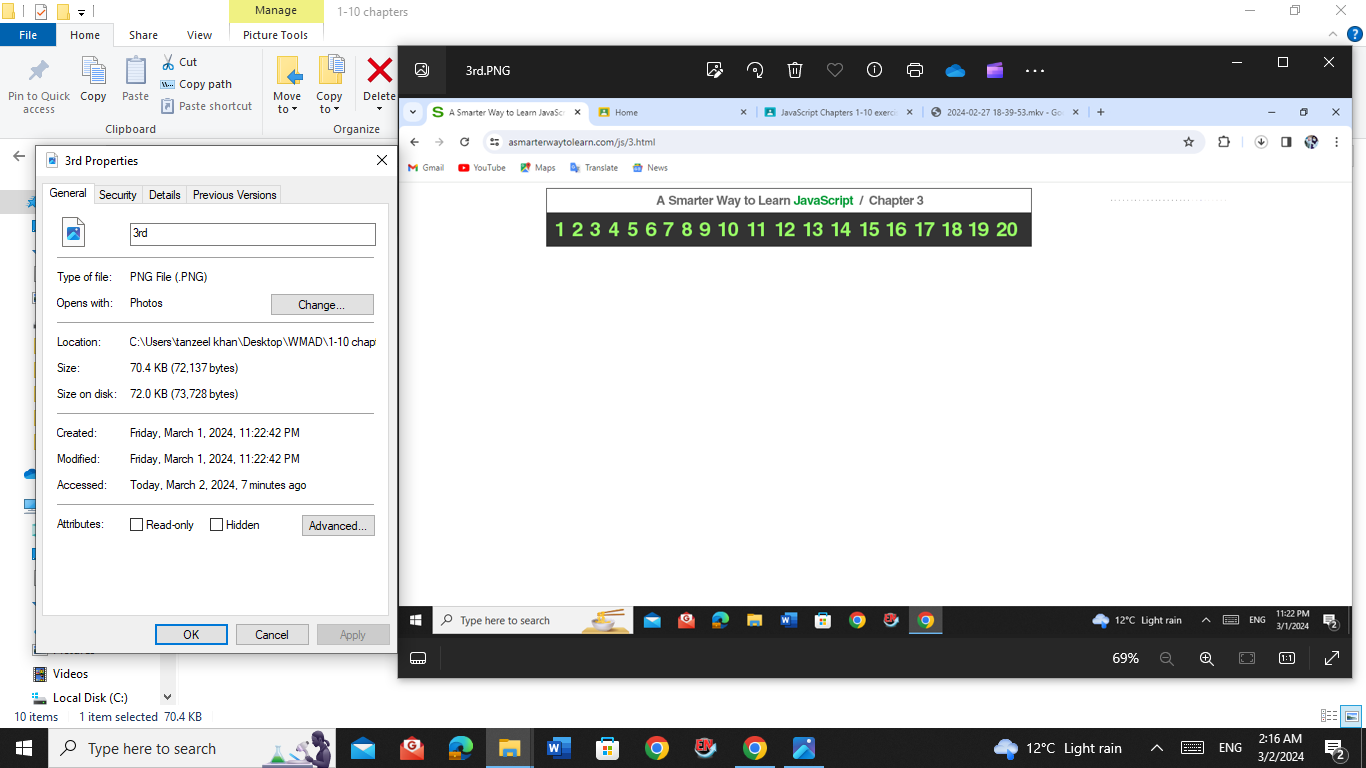 Manage
1-10 chapters
File
Home
Share
View
Picture Tools
Pin to Quick access
Copy
Paste
Cut
Copy path
Paste shortcut
Move to
Copy to
Delete
Clipboard
Organize
3rd Properties
General
Security
Details
Previous Versions
3rd
Type of file: PNG File (.PNG)
Opens with: Photos
Change...
Location: C:\Users\tanzeel khan\Desktop\WMAD\1-10 chap
Size: 70.4 KB (72,137 bytes)
Size on disk: 72.0 KB (73,728 bytes)
Created: Friday, March 1, 2024, 11:22:42 PM
Modified: Friday, March 1, 2024, 11:22:42 PM
Accessed: Today, March 2, 2024, 7 minutes ago
Attributes: Read-only Hidden
Advanced...
OK
Cancel
Apply
Videos
Local Disk (C:)
10 items 1 item selected 70.4 KB
3rd.PNG
A Smarter Way to Learn JavaSc
Home
JavaScript Chapters 1-10 exerc
2024-02-27 18-39-53.mkv - Go
asmarterwaytolearn.com/js/3.html
Gmail YouTube Maps Translate News
A Smarter Way to Learn JavaScript / Chapter 3
1 2 3 4 5 6 7 8 9 10 11 12 13 14 15 16 17 18 19 20
Type here to search
12°C Light rain
ENG
11:22 PM
3/1/2024
2
69%
1:1
Type here to search
12°C Light rain
ENG
2:16 AM
3/2/2024
2